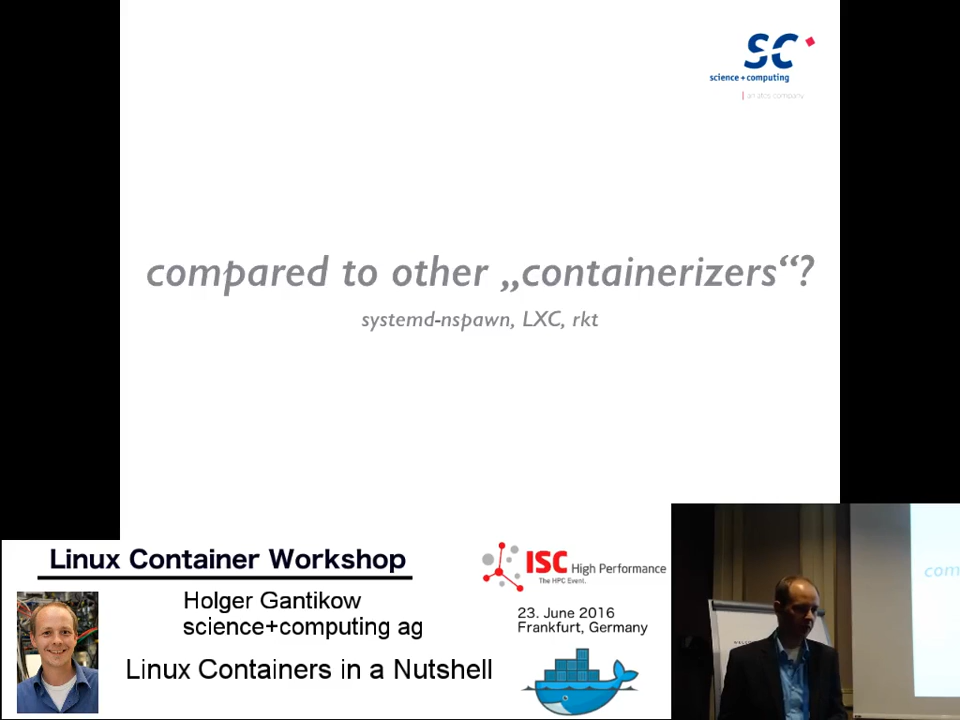 SC
science + computing
an atos company
compared to other „containerizers“?
systemd-nspawn, LXC, rkt
Linux Container Workshop
Holger Gantikow
science+computing ag
Linux Containers in a Nutshell
ISC High Performance
The HPC Event.
23. June 2016
Frankfurt, Germany
com